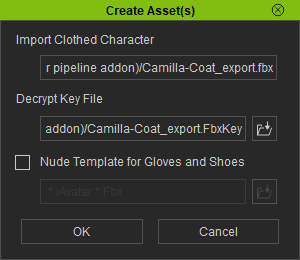 Create Asset(s)
Import Clothed Character
r pipeline addon)/Camilla-Coat_export.fbx
Decrypt Key File
addon)/Camilla-Coat_export.FbxKey
Nude Template for Gloves and Shoes
* iAvatar * Fbx
OK
Cancel